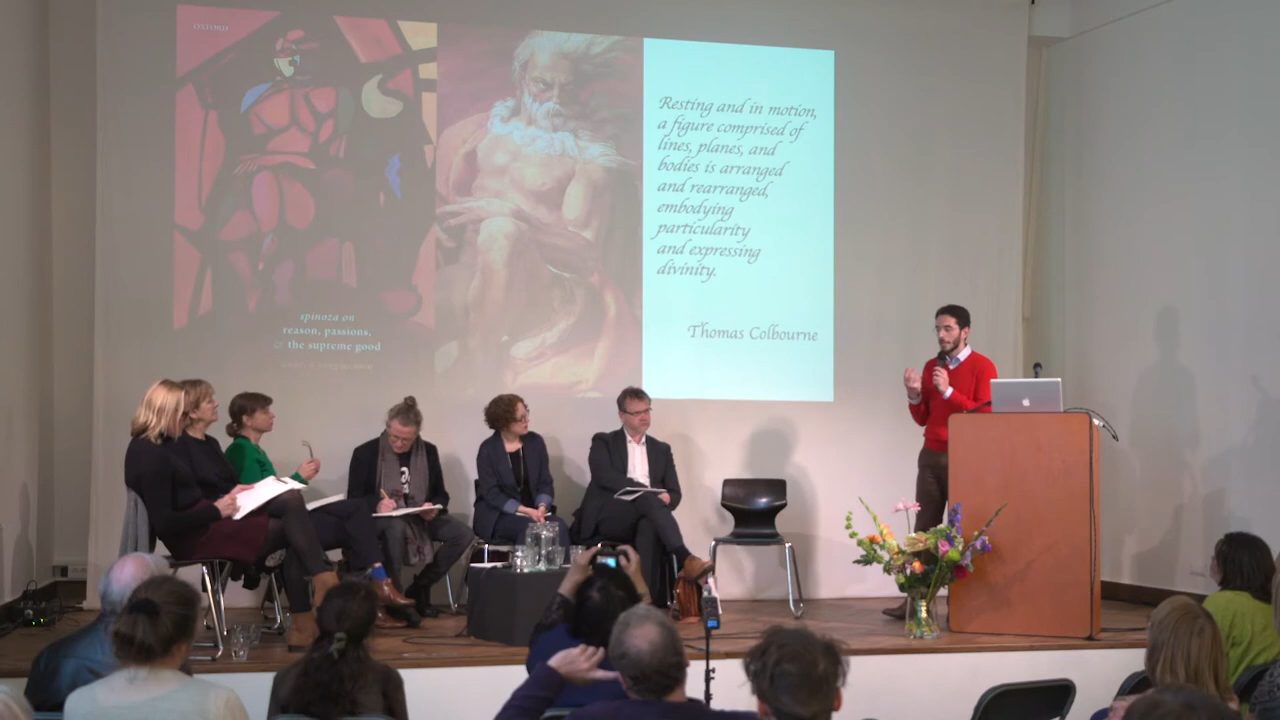 OXFORD
spinoza on
reason, passions,
& the supreme good
Resting and in motion,
a figure comprised of
lines, planes, and
bodies is arranged
and rearranged,
embodying
particularity
and expressing
divinity.
Thomas Colbourne